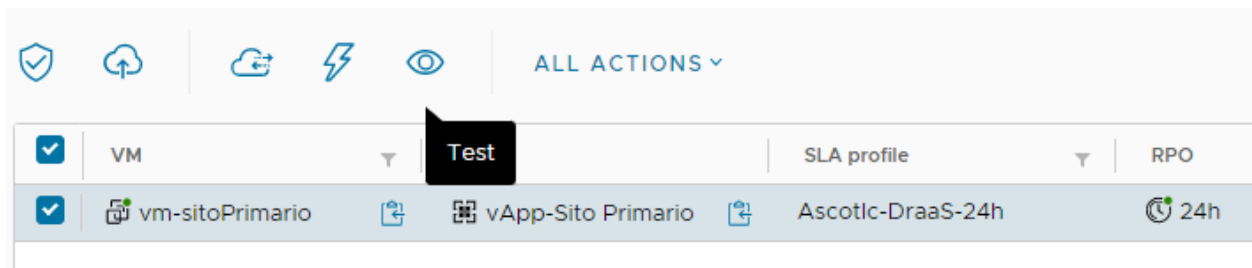 ALL ACTIONS
VM Test SLA profile RPO
vm-sitoPrimario vApp-Sito Primario AscotIc-DraaS-24h 24h